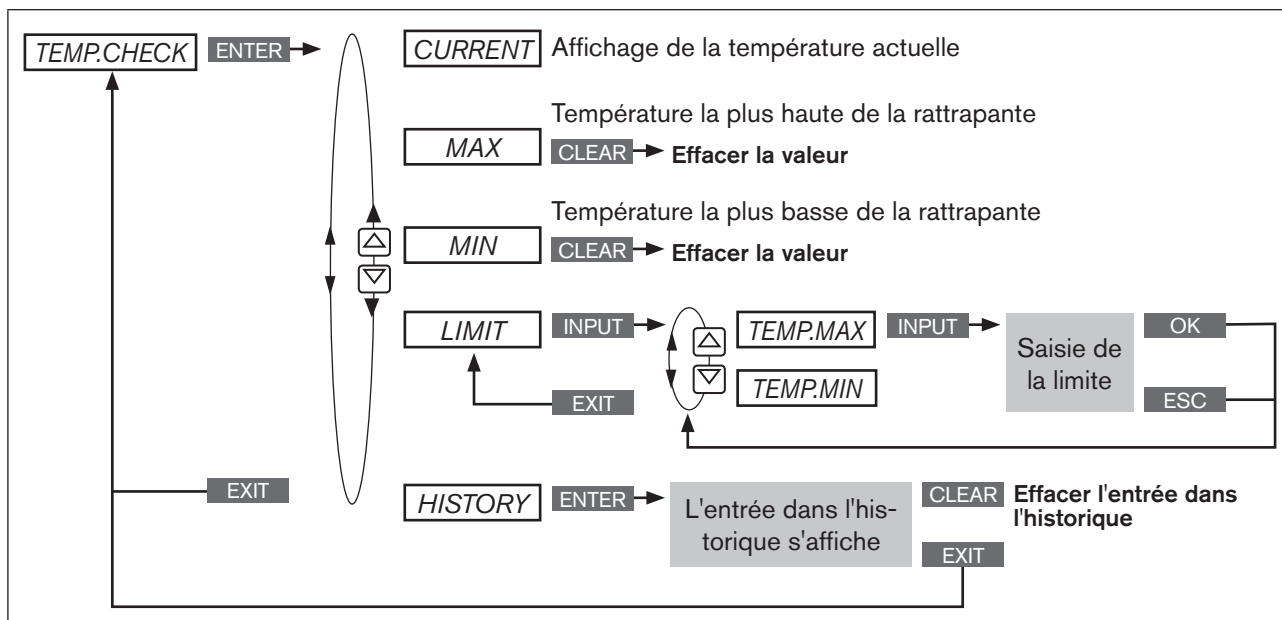 TEMP.CHECK ENTER
CURRENT Affichage de la température actuelle
Température la plus haute de la rattrapante
MAX CLEAR Effacer la valeur
Température la plus basse de la rattrapante
MIN CLEAR Effacer la valeur
LIMIT INPUT TEMP.MAX INPUT
Saisie de
la limite
OK
TEMP.MIN
EXIT
ESC
EXIT
HISTORY ENTER
L'entrée dans l'his-
torique s'affiche
CLEAR Effacer l'entrée dans
l'historique
EXIT